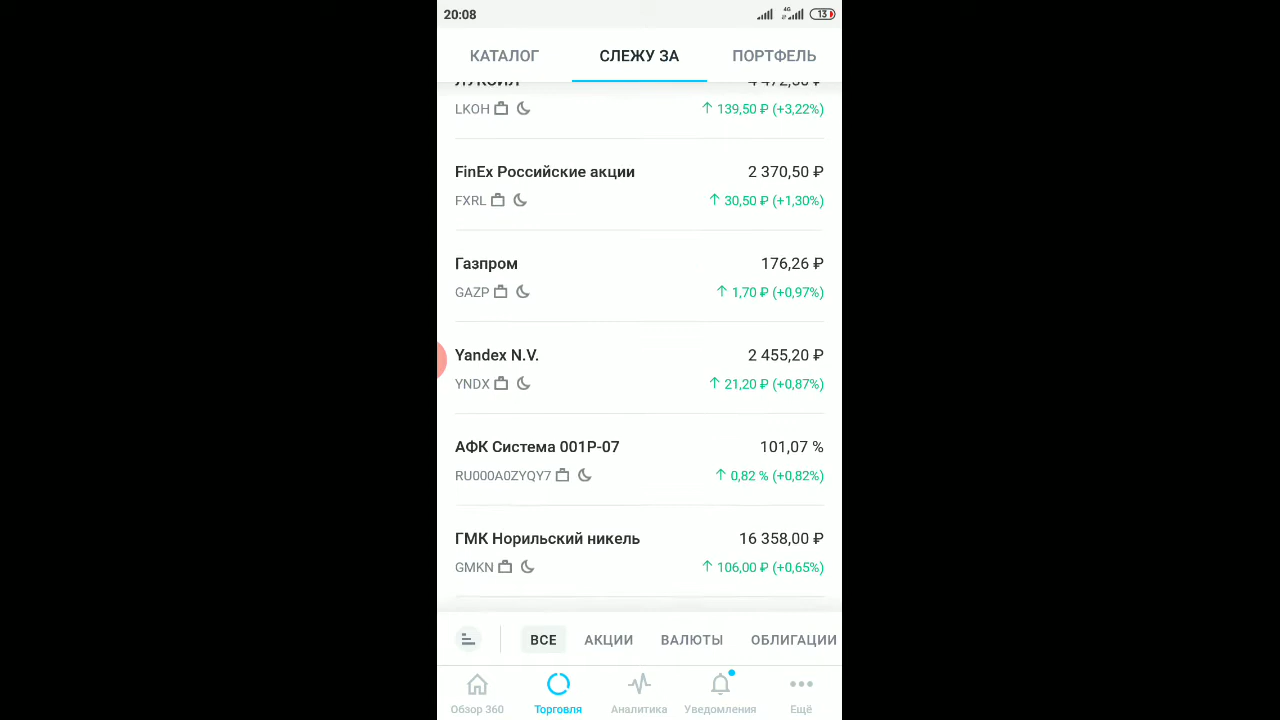 20:08
4G
13
КАТАЛОГ
СЛЕЖУ ЗА
ПОРТФЕЛЬ
LKOH
139,50 ₽ (+3,22%)
FinEx Российские акции
2 370,50 ₽
FXRL
30,50 ₽ (+1,30%)
Газпром
176,26 ₽
GAZP
1,70 ₽ (+0,97%)
Yandex N.V.
2 455,20 ₽
YNDX
21,20 ₽ (+0,87%)
АФК Система 001P-07
101,07 %
RU000A0ZYQY7
0,82 % (+0,82%)
ГМК Норильский никель
16 358,00 ₽
GMKN
106,00 ₽ (+0,65%)
ВСЕ
АКЦИИ
ВАЛЮТЫ
ОБЛИГАЦИИ
Обзор 360
Торговля
Аналитика
Уведомления
Ещё